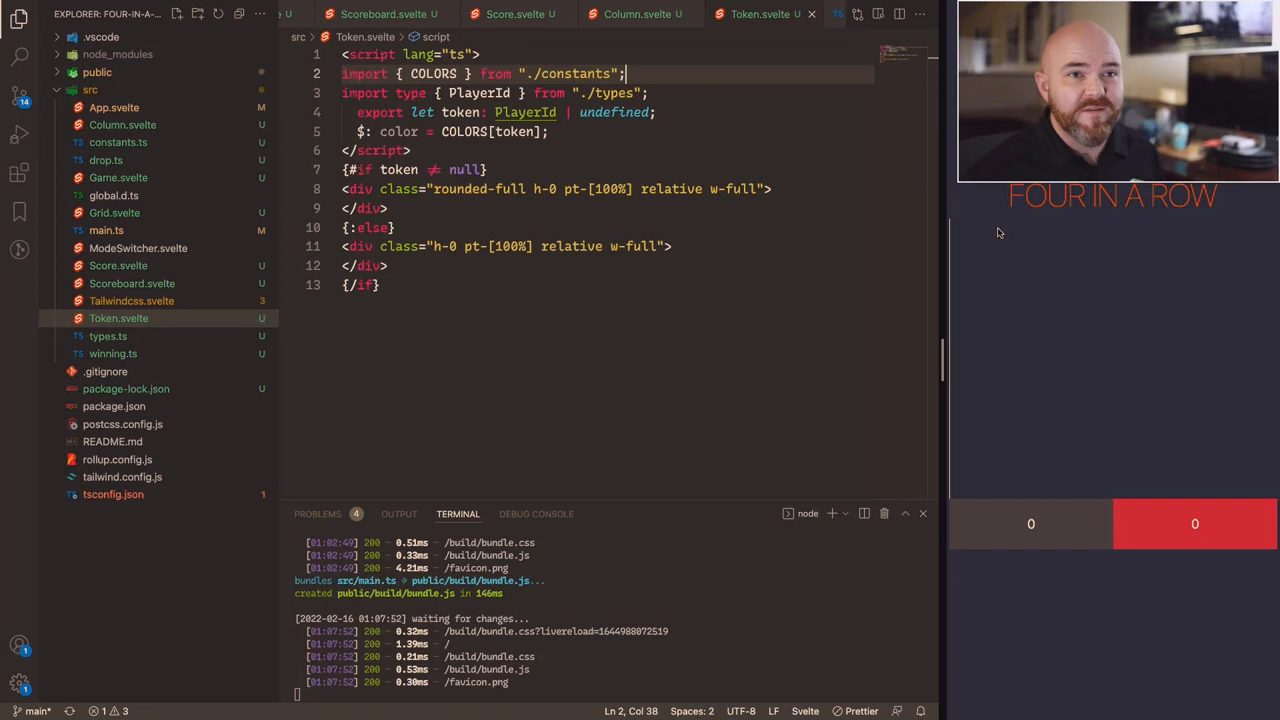 EXPLORER: FOUR-IN-A-...
.vscode
node_modules
public
src
App.svelte M
Column.svelte U
constants.ts U
drop.ts U
Game.svelte U
global.d.ts
Grid.svelte U
main.ts M
ModeSwitcher.svelte
Score.svelte U
Scoreboard.svelte U
Tailwindcss.svelte 3
Token.svelte U
types.ts U
winning.ts U
.gitignore
package-lock.json U
package.json
postcss.config.js
README.md
rollup.config.js
tailwind.config.js
tsconfig.json 1
14
1
1
U Scoreboard.svelte U Score.svelte U Column.svelte U Token.svelte U TS
src > Token.svelte > script
1 <script lang="ts">
2 import { COLORS } from "./constants";
3 import type { PlayerId } from "./types";
4 export let token: PlayerId | undefined;
5 $: color = COLORS[token];
6 </script>
7 {#if token ≠ null}
8 <div class="rounded-full h-0 pt-[100%] relative w-full">
9 </div>
10 {:else}
11 <div class="h-0 pt-[100%] relative w-full">
12 </div>
13 {/if}
PROBLEMS 4 OUTPUT TERMINAL DEBUG CONSOLE node
[01:02:49] 200 – 0.51ms – /build/bundle.css
[01:02:49] 200 – 0.33ms – /build/bundle.js
[01:02:49] 200 – 4.21ms – /favicon.png
bundles src/main.ts → public/build/bundle.js...
created public/build/bundle.js in 146ms
[2022-02-16 01:07:52] waiting for changes...
[01:07:52] 200 – 0.32ms – /build/bundle.css?livereload=1644988072519
[01:07:52] 200 – 1.39ms – /
[01:07:52] 200 – 0.21ms – /build/bundle.css
[01:07:52] 200 – 0.53ms – /build/bundle.js
[01:07:52] 200 – 0.30ms – /favicon.png
main* 1 3 Ln 2, Col 38 Spaces: 2 UTF-8 LF Svelte Prettier
FOUR IN A ROW
0 0